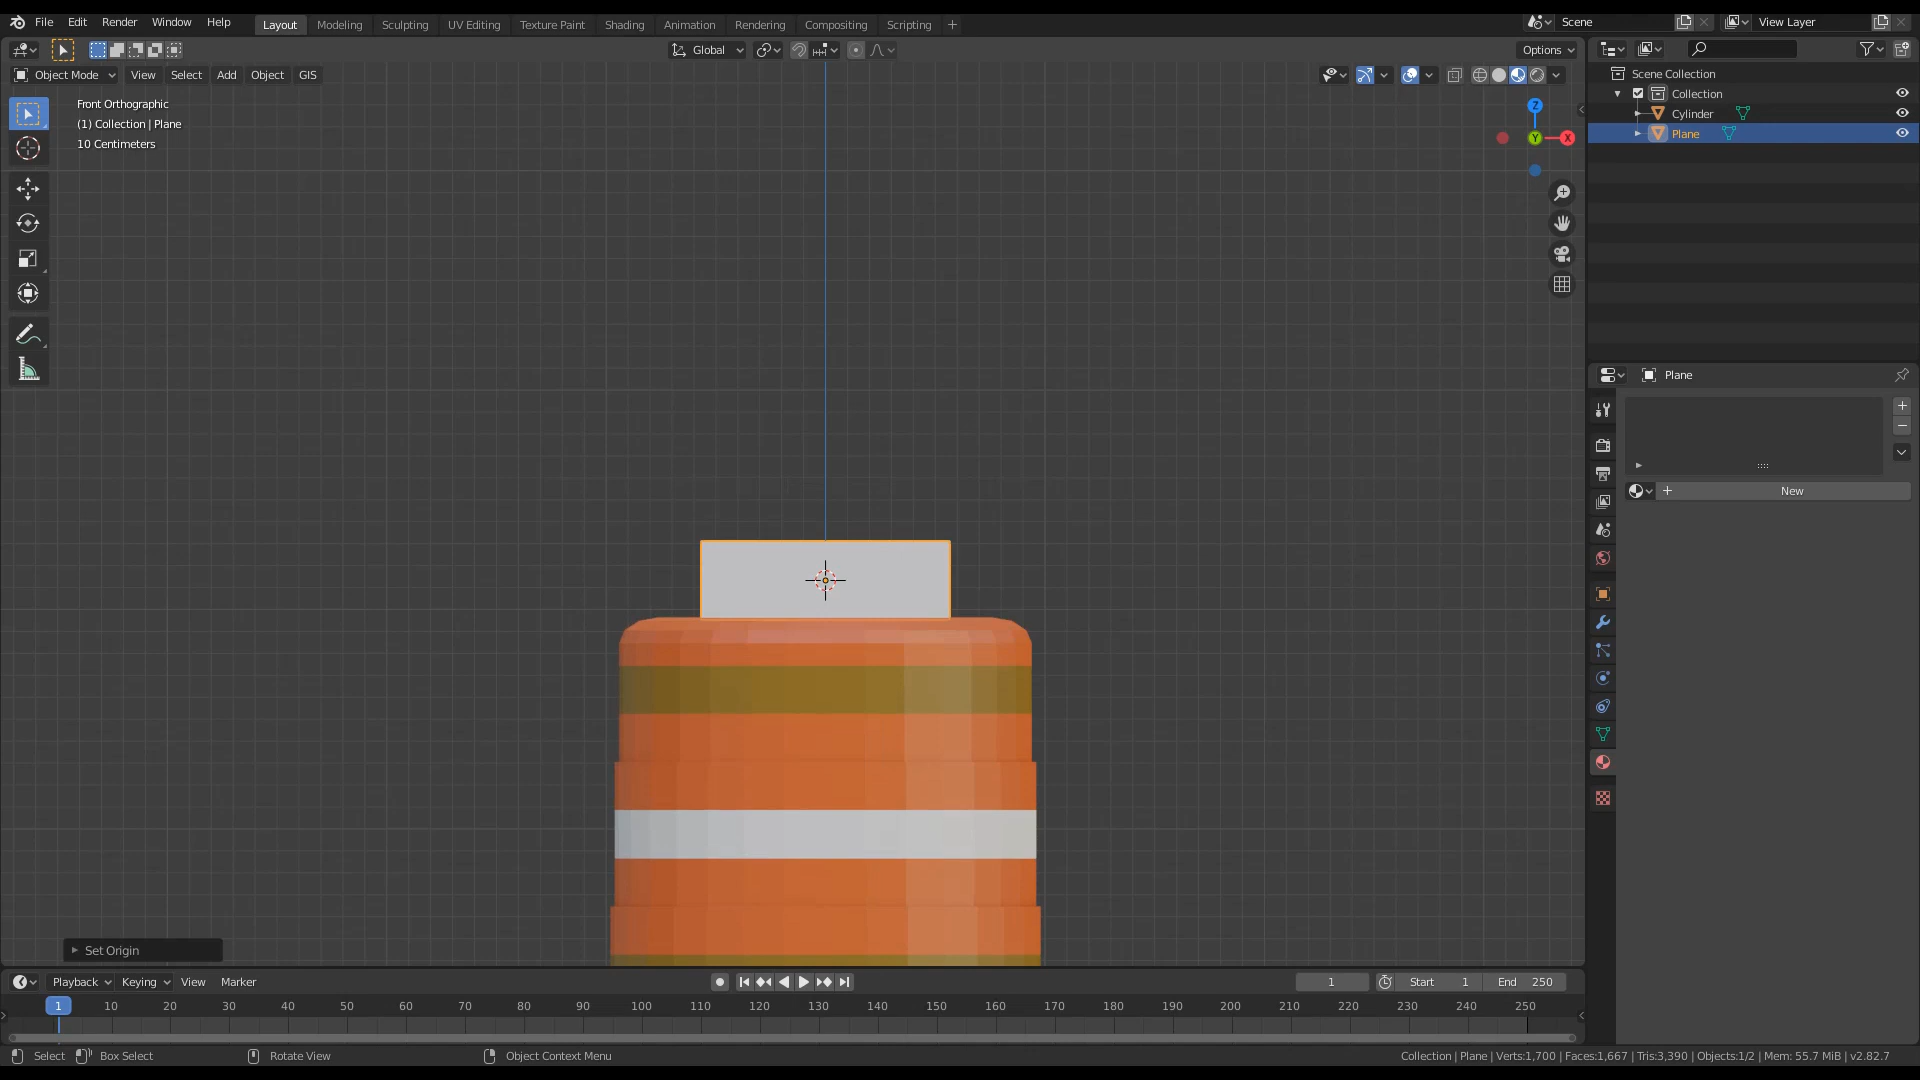 File Edit Render Window Help Layout Modeling Sculpting UV Editing Texture Paint Shading Animation Rendering Compositing Scripting + Scene View Layer
Global Options
Object Mode View Select Add Object GIS
Front Orthographic
(1) Collection | Plane
10 Centimeters
Z
Y X
Scene Collection
Collection
Cylinder
Plane
Plane
New
Set Origin
Playback Keying View Marker 1 Start 1 End 250
1 10 20 30 40 50 60 70 80 90 100 110 120 130 140 150 160 170 180 190 200 210 220 230 240 250
Select Box Select Rotate View Object Context Menu Collection | Plane | Verts:1,700 | Faces:1,667 | Tris:3,390 | Objects:1/2 | Mem: 55.7 MiB | v2.82.7